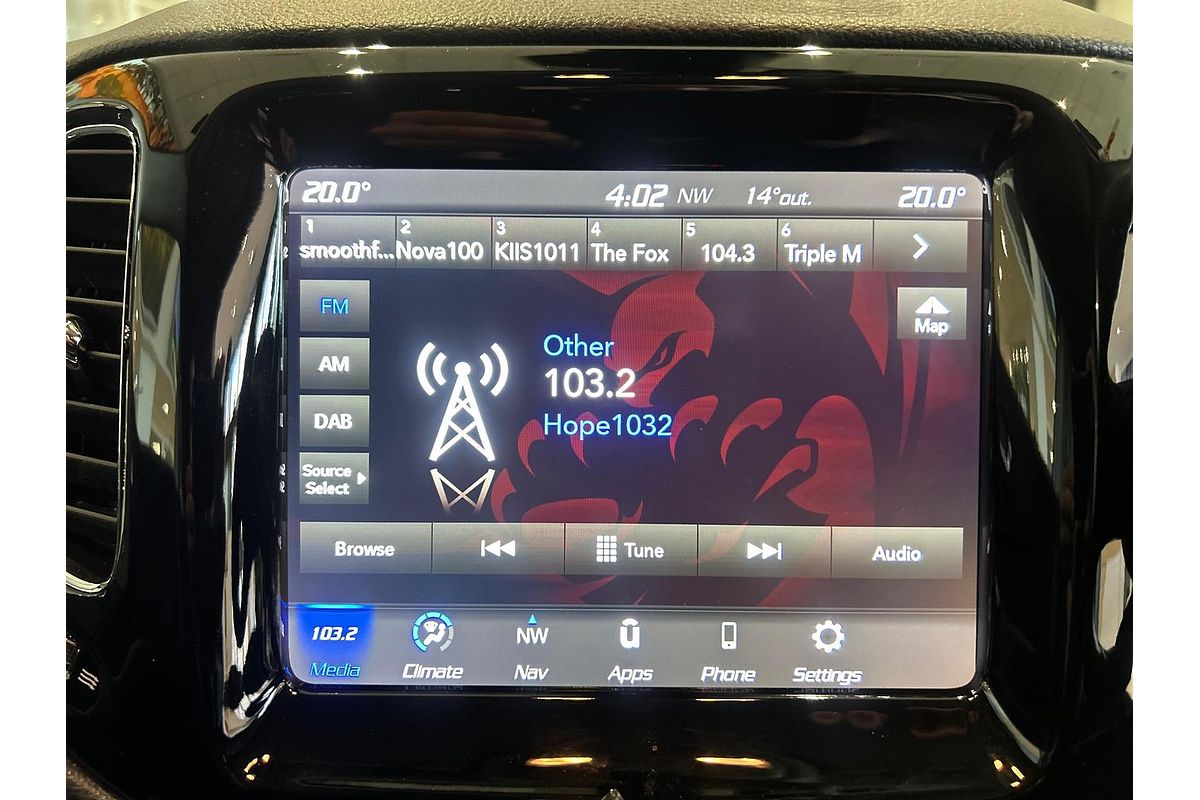 20.0° 4:02 NW 14°out. 20.0°
1 2 3 4 5 6
smoothf... Nova100 KIIS1011 The Fox 104.3 Triple M
FM
Map
Other
AM
103.2
DAB
Hope1032
Source
Select
Browse Tune Audio
103.2 NW ū
Media Climate Nav Apps Phone Settings